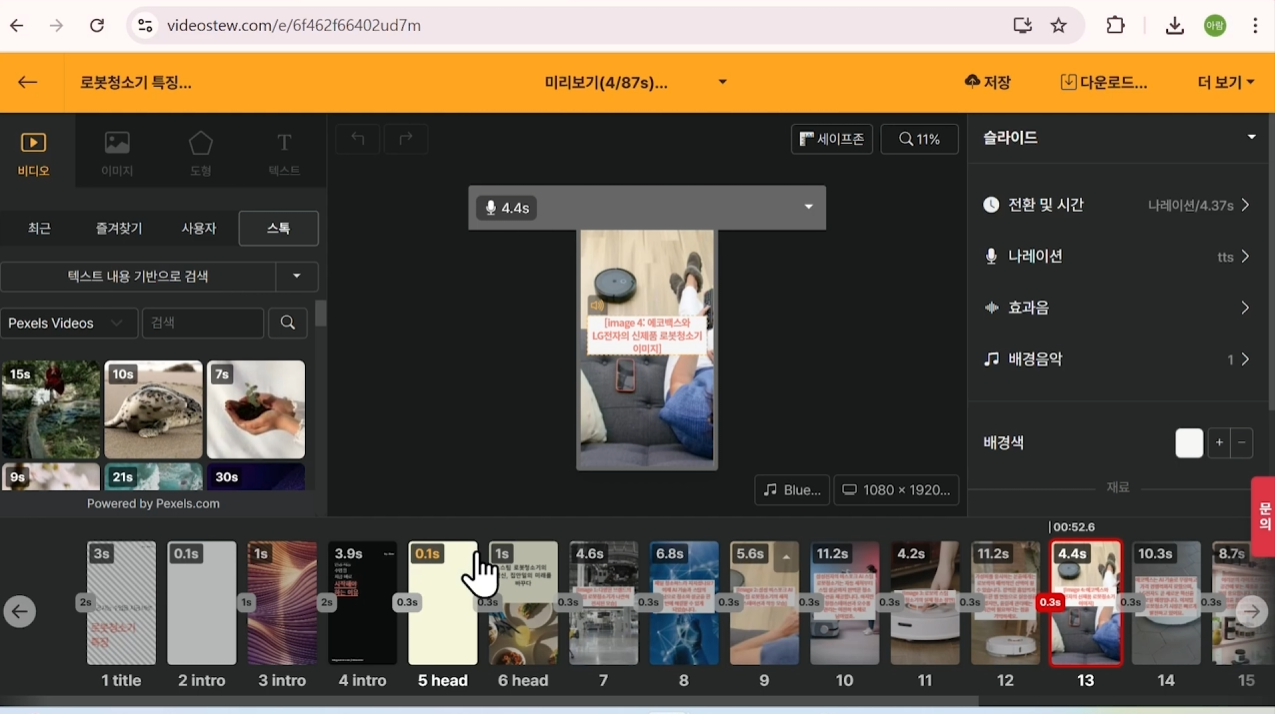 videostew.com/e/6f462f66402ud7m
아람
로봇청소기 특징...
미리보기(4/87s)...
저장
다운로드...
더 보기
비디오
이미지
도형
텍스트
세이프존
11%
슬라이드
최근
즐겨찾기
사용자
스톡
4.4s
전환 및 시간
나레이션/4.37s
텍스트 내용 기반으로 검색
나레이션
tts
Pexels Videos
검색
[image 4: 에코백스와
LG전자의 신제품 로봇청소기
이미지]
효과음
배경음악
1
15s
10s
7s
배경색
+
-
9s
21s
30s
Powered by Pexels.com
Blue...
1080 × 1920...
재료
문의
00:52.6
3s
0.1s
1s
3.9s
0.1s
1s
4.6s
6.8s
5.6s
11.2s
4.2s
11.2s
4.4s
10.3s
8.7s
2s
1s
2s
0.3s
0.3s
0.3s
0.3s
0.3s
0.3s
0.3s
0.3s
0.3s
0.3s
0.3s
로봇청소기
특징
1 title
2 intro
3 intro
4 intro
5 head
6 head
7
8
9
10
11
12
13
14
15